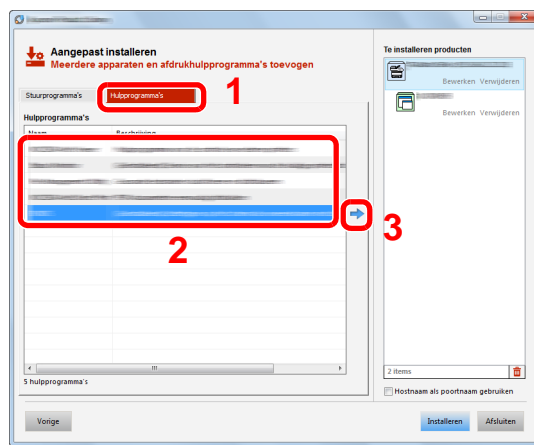 Aangepast installeren
Meerdere apparaten en afdrukhulpprogramma's toevogen
Te installeren producten
Bewerken Verwijderen
Bewerken Verwijderen
Stuurprogramma's
Hulpprogramma's
1
Hulpprogramma's
Naam
Beschrijving
2
3
5 hulpprogramma's
2 items
Hostnaam als poortnaam gebruiken
Vorige
Installeren
Afsluiten